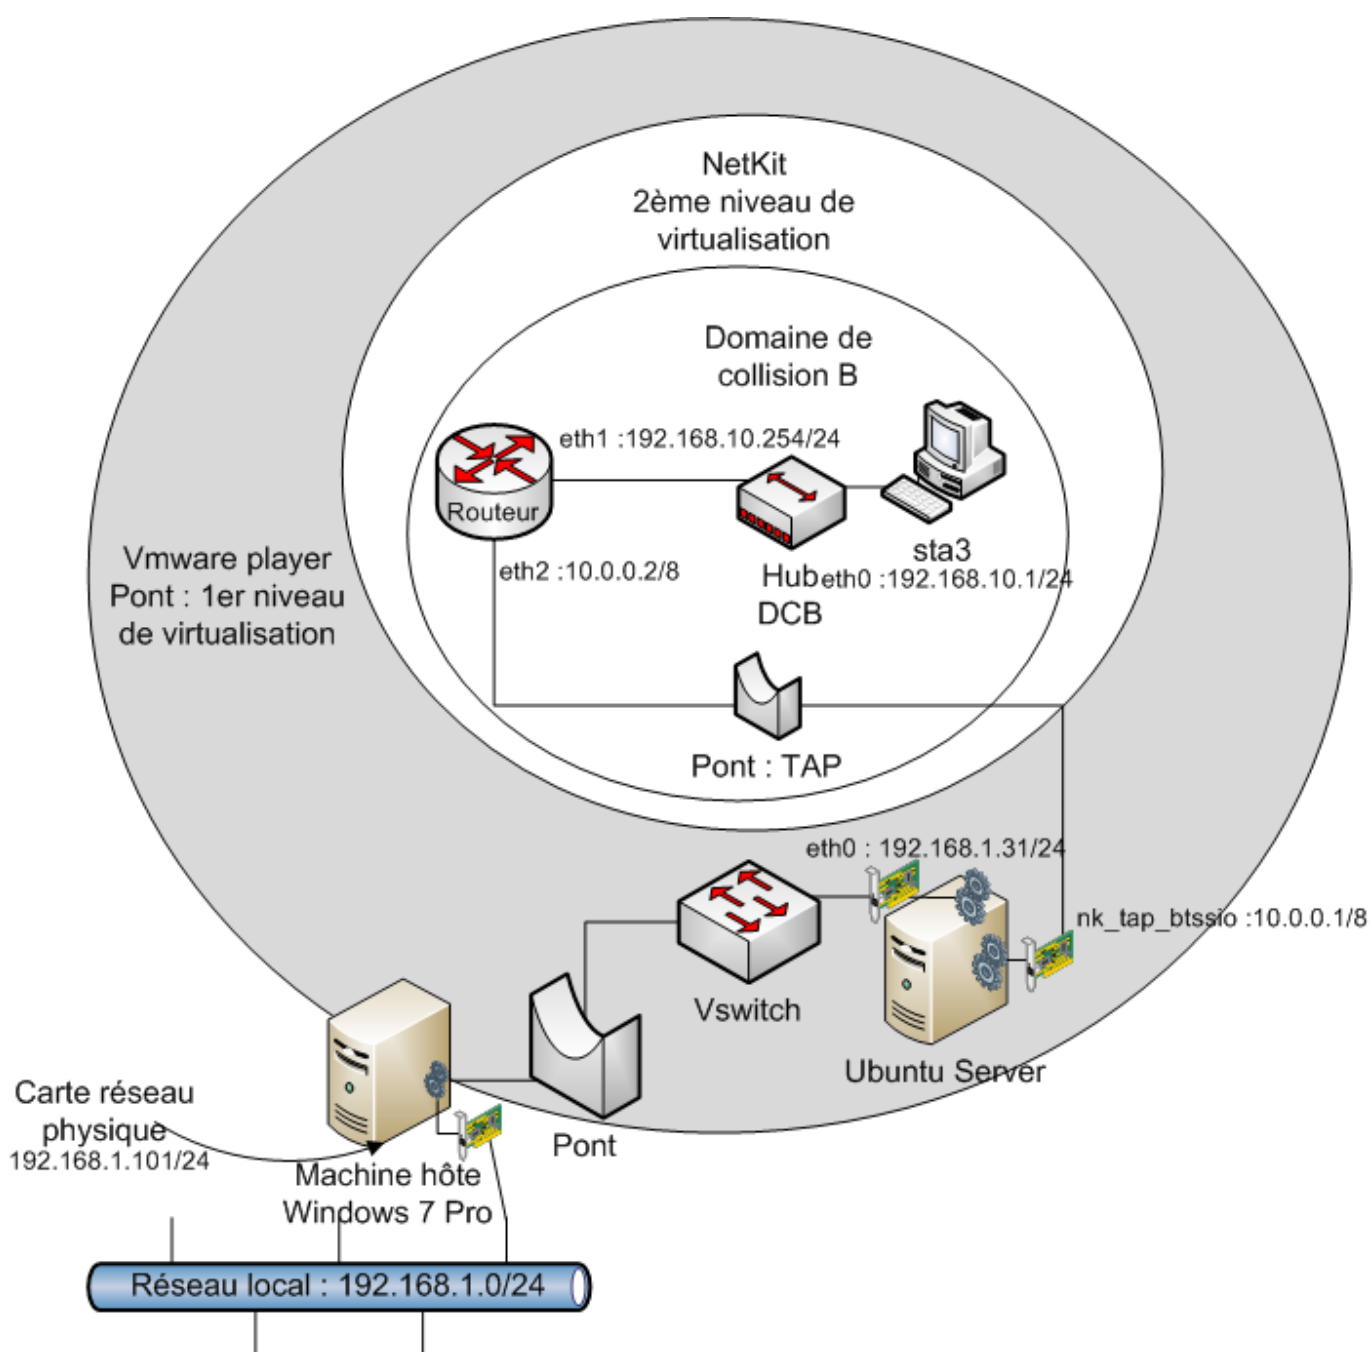 NetKit
2ème niveau de
virtualisation
Domaine de
collision B
eth1 :192.168.10.254/24
Routeur
sta3
eth2 :10.0.0.2/8
Hub
eth0 :192.168.10.1/24
DCB
Vmware player
Pont : 1er niveau
de virtualisation
Pont : TAP
eth0 : 192.168.1.31/24
nk_tap_btssio :10.0.0.1/8
Vswitch
Ubuntu Server
Carte réseau
physique
192.168.1.101/24
Pont
Machine hôte
Windows 7 Pro
Réseau local : 192.168.1.0/24